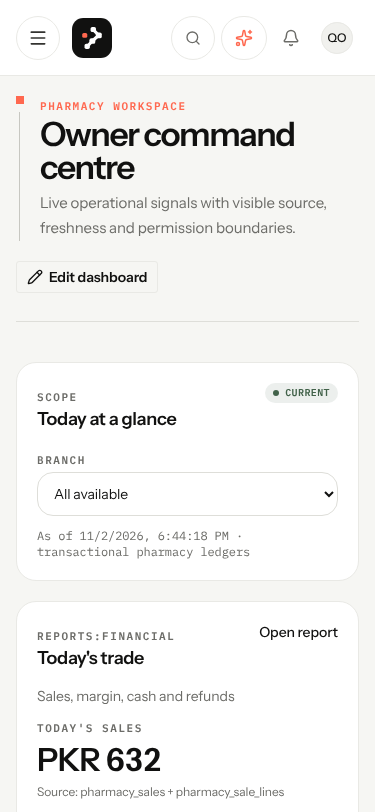 QO
PHARMACY WORKSPACE
Owner command
centre
Live operational signals with visible source,
freshness and permission boundaries.
Edit dashboard
CURRENT
SCOPE
Today at a glance
BRANCH
All available
As of 11/2/2026, 6:44:18 PM ·
transactional pharmacy ledgers
Open report
REPORTS:FINANCIAL
Today's trade
Sales, margin, cash and refunds
TODAY'S SALES
PKR 632
Source: pharmacy_sales + pharmacy_sale_lines